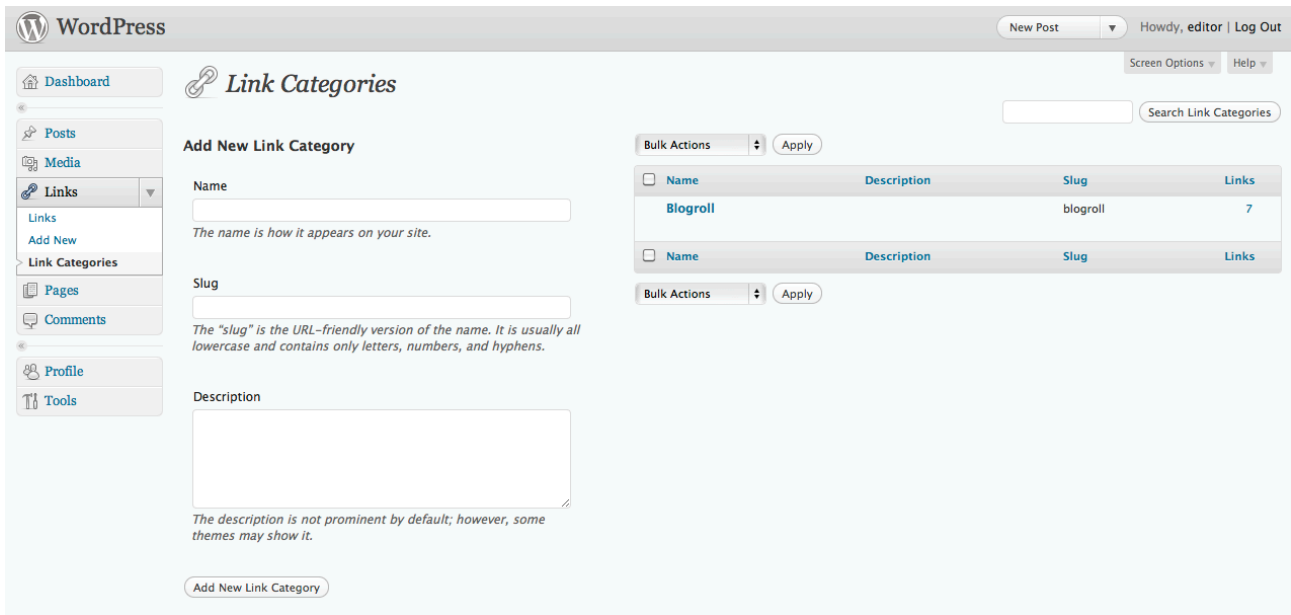 WordPress
New Post
Howdy, editor | Log Out
Screen Options
Help
Dashboard
Posts
Media
Links
Links
Add New
Link Categories
Pages
Comments
Profile
Tools
Link Categories
Search Link Categories
Add New Link Category
Name
The name is how it appears on your site.
Slug
The “slug” is the URL-friendly version of the name. It is usually all
lowercase and contains only letters, numbers, and hyphens.
Description
The description is not prominent by default; however, some
themes may show it.
Add New Link Category
Bulk Actions Apply
Name Description Slug Links
Blogroll blogroll 7
Name Description Slug Links
Bulk Actions Apply